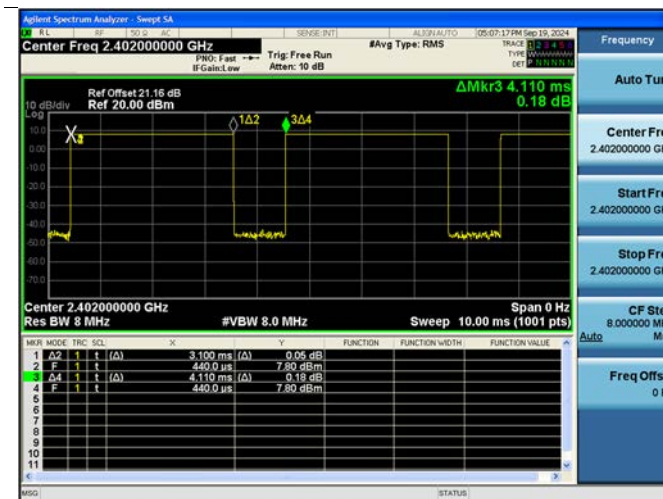 Agilent Spectrum Analyzer - Swept SA
RL RF 50 Ω AC SENSE:INT ALIGN AUTO 05:07:17 PM Sep 19, 2024
Center Freq 2.402000000 GHz
PNO: Fast
IFGain:Low
Trig: Free Run
Atten: 10 dB
#Avg Type: RMS
TRACE 1 2 3 4 5 6
TYPE
DET P N N N N N
Ref Offset 21.16 dB
10 dB/div Ref 20.00 dBm
Log
ΔMkr3 4.110 ms
0.18 dB
10.0
0.00
-10.0
-20.0
-30.0
-40.0
-50.0
-60.0
-70.0
X
1Δ2
3Δ4
Center 2.402000000 GHz Span 0 Hz
Res BW 8 MHz #VBW 8.0 MHz Sweep 10.00 ms (1001 pts)
MKR MODE TRC SCL X Y FUNCTION FUNCTION WIDTH FUNCTION VALUE
1 Δ2 1 t (Δ) 3.100 ms (Δ) 0.05 dB
2 F 1 t 440.0 µs 7.80 dBm
3 Δ4 1 t (Δ) 4.110 ms (Δ) 0.18 dB
4 F 1 t 440.0 µs 7.80 dBm
5
6
7
8
9
10
11
MSG STATUS
Frequency
Auto Tun
Center Fre
2.402000000 GH
Start Fre
2.402000000 GH
Stop Fre
2.402000000 GH
CF Ste
8.000000 MH
Auto Ma
Freq Offs
0 H